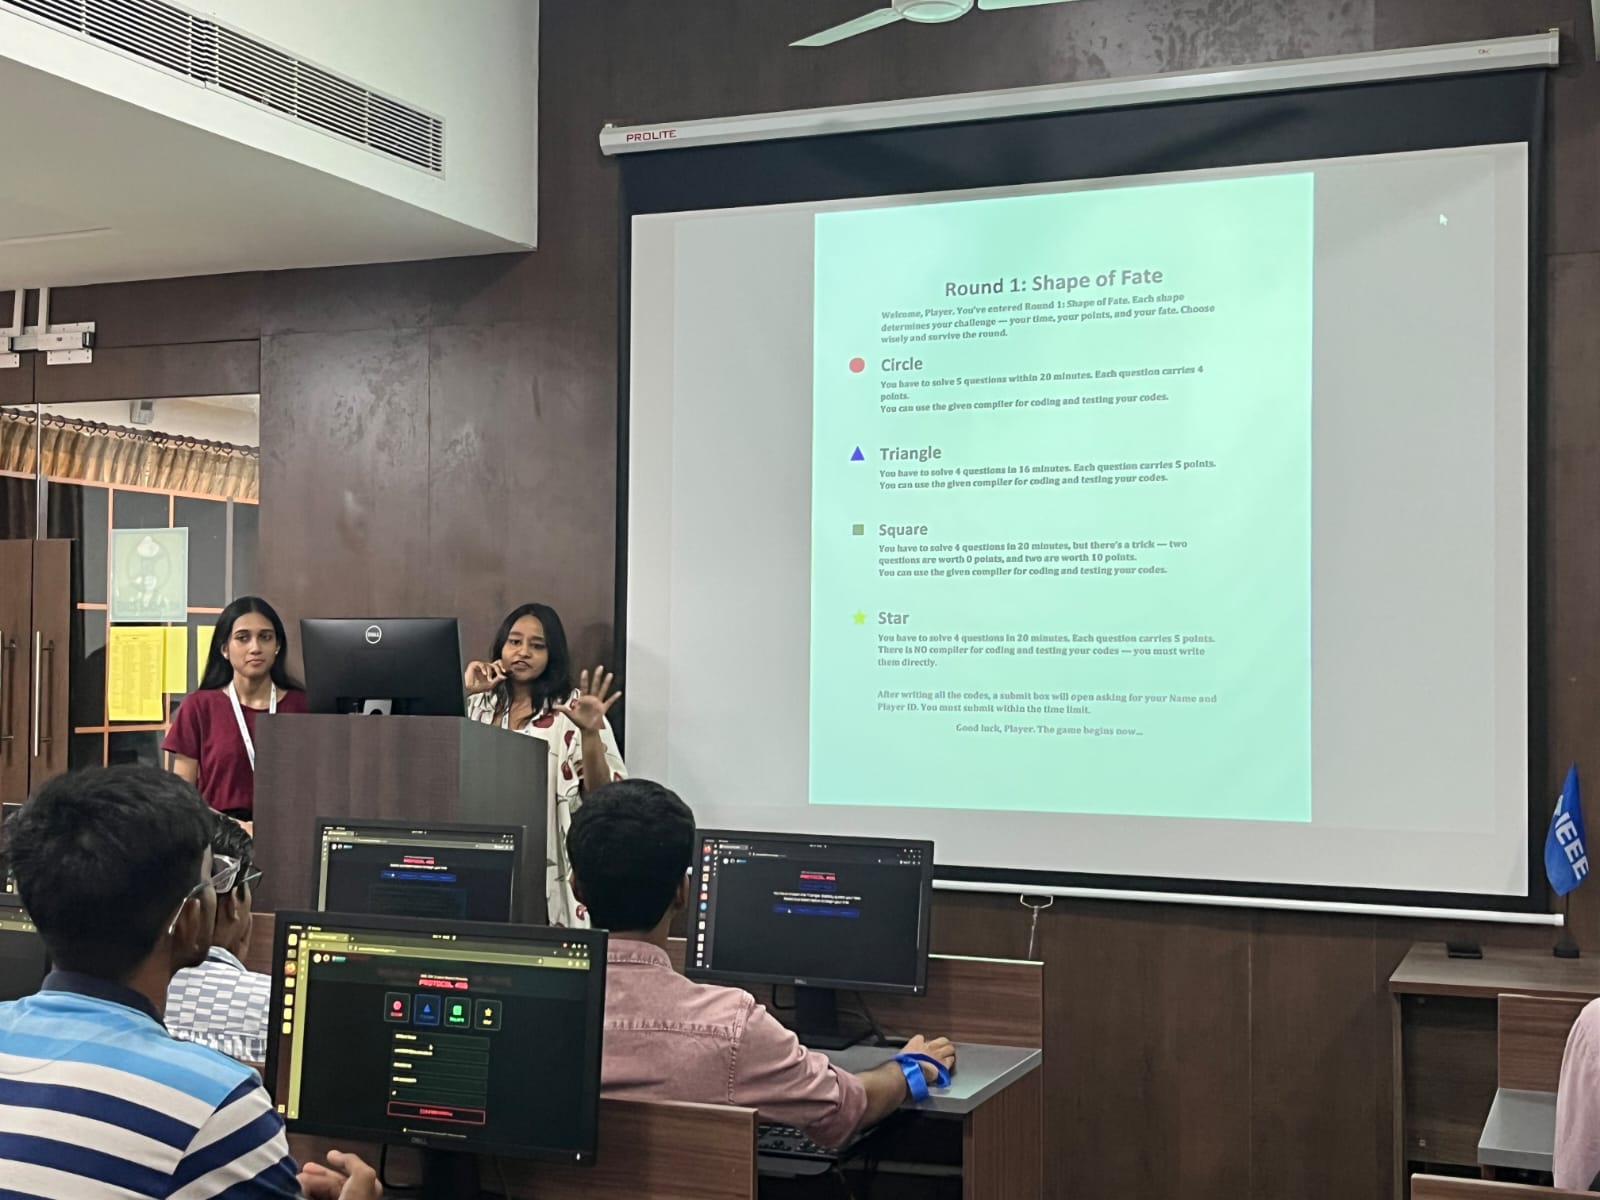 PROLITE
Round 1: Shape of Fate
Welcome, Player. You've entered Round 1: Shape of Fate. Each shape
determines your challenge — your time, your points, and your fate. Choose
wisely and survive the round.
Circle
You have to solve 5 questions within 20 minutes. Each question carries 4
points.
You can use the given compiler for coding and testing your codes.
Triangle
You have to solve 4 questions in 16 minutes. Each question carries 5 points.
You can use the given compiler for coding and testing your codes.
Square
You have to solve 4 questions in 20 minutes, but there's a trick — two
questions are worth 0 points, and two are worth 10 points.
You can use the given compiler for coding and testing your codes.
Star
You have to solve 4 questions in 20 minutes. Each question carries 5 points.
There is NO compiler for coding and testing your codes — you must write
them directly.
After writing all the codes, a submit box will open asking for your Name and
Player ID. You must submit within the time limit.
Good luck, Player. The game begins now...
DELL
IEEE